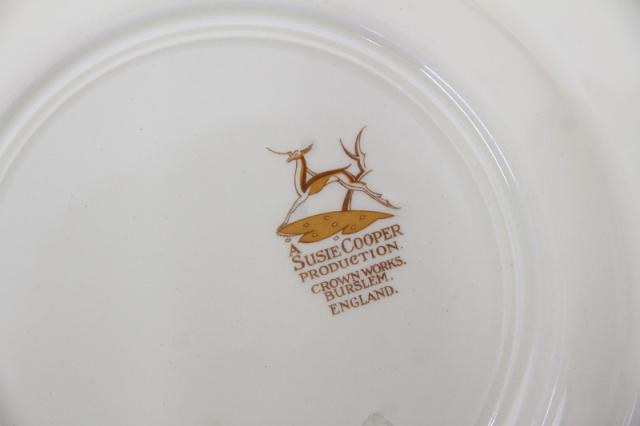 A
SUSIE COOPER
PRODUCTION.
CROWN WORKS.
BURSLEM.
ENGLAND.